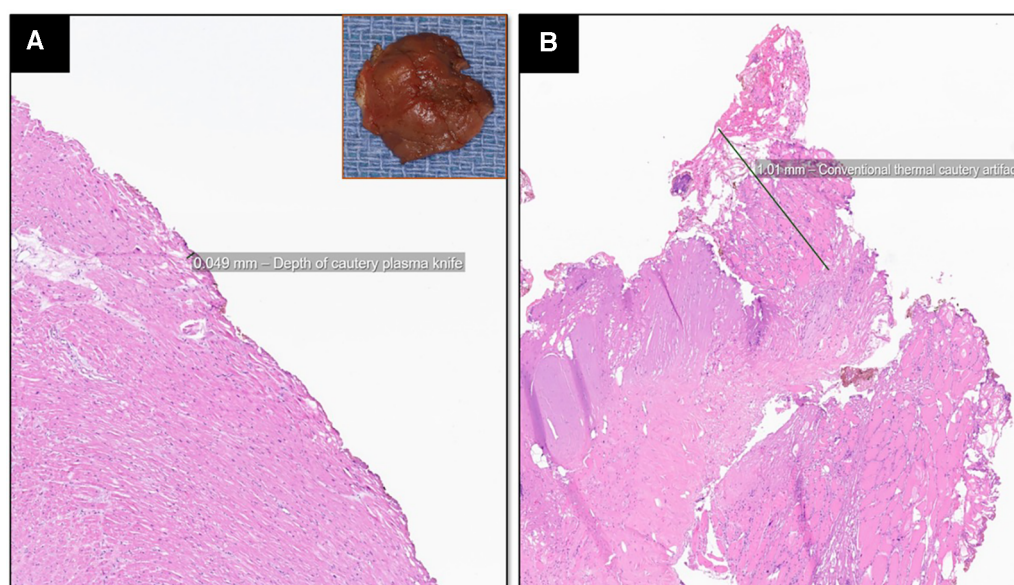 A
B
0.049 mm – Depth of cautery plasma knife
1.01 mm – Conventional thermal cautery artifac